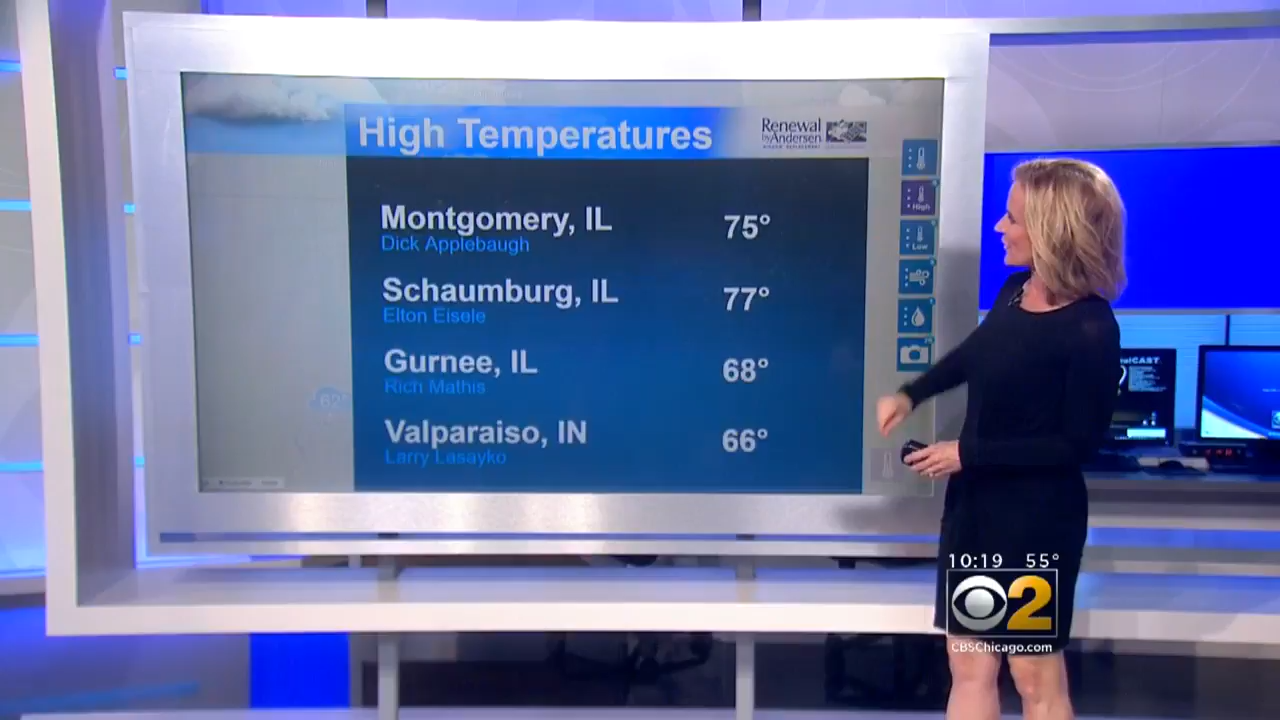 High Temperatures
Renewal
by Andersen
Montgomery, IL 75°
Dick Applebaugh
Schaumburg, IL 77°
Elton Eisele
Gurnee, IL 68°
Rich Mathis
Valparaiso, IN 66°
Larry Lasayko
High
Low
62°
10:19 55°
2
CBSChicago.com